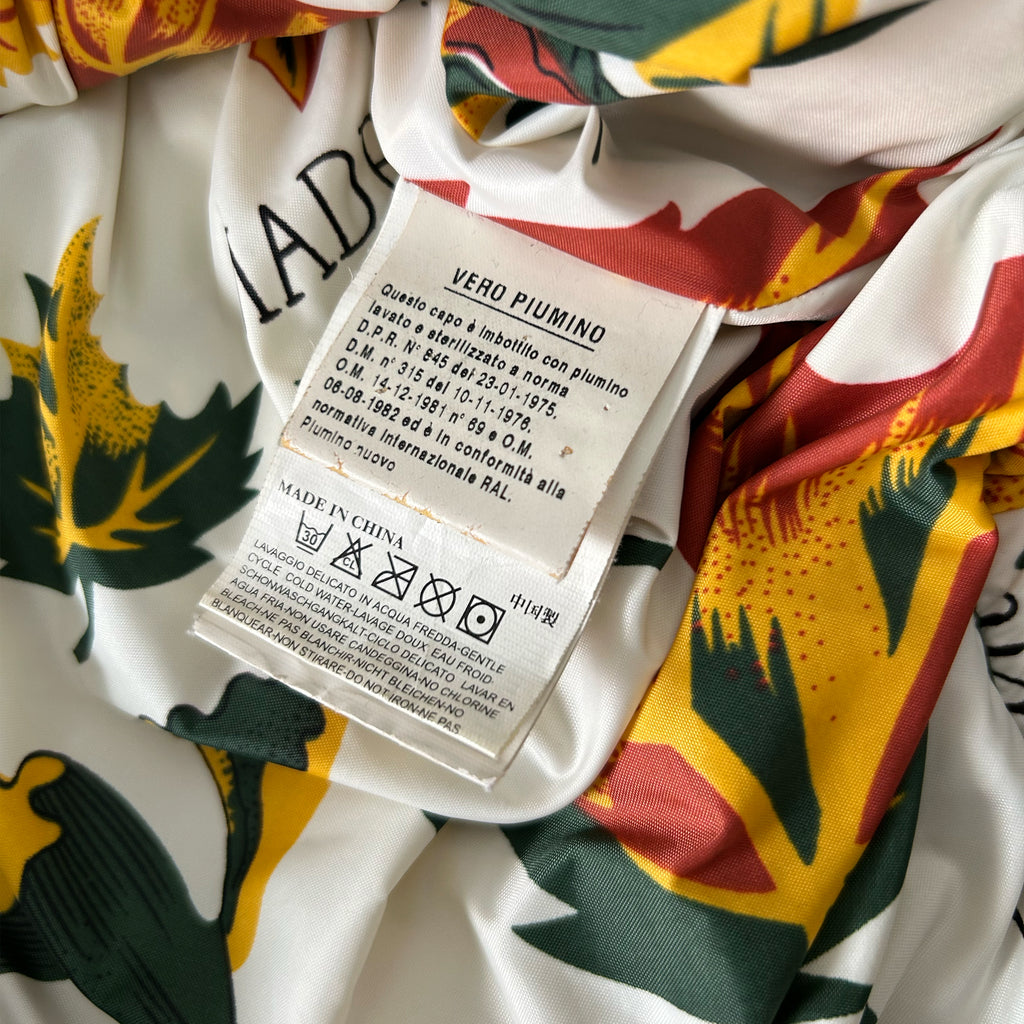 VERO PIUMINO
Questo capo è imbottito con piumino
lavato e sterilizzato a norma
D.P.R. N° 845 del 23-01-1975.
D.M. n° 315 del 10-11-1976.
O.M. 14-12-1981 n° 69 e O.M.
06-08-1982 ed è in conformità alla
normativa internazionale RAL.
Piumino nuovo
MADE IN CHINA
中国製
30
CL
LAVAGGIO DELICATO IN ACQUA FREDDA-GENTLE
CYCLE COLD WATER-LAVAGE DOUX, EAU FROID.
SCHONWASCHGANGKALT-CICLO DELICATO LAVAR EN
AGUA FRIA-NON USARE CANDEGGINA-NO CHLORINE
BLEACH-NE PAS BLANCHIR-NICHT BLEICHEN-NO
BLANQUEAR-NON STIRARE-DO NOT IRON-NE PAS